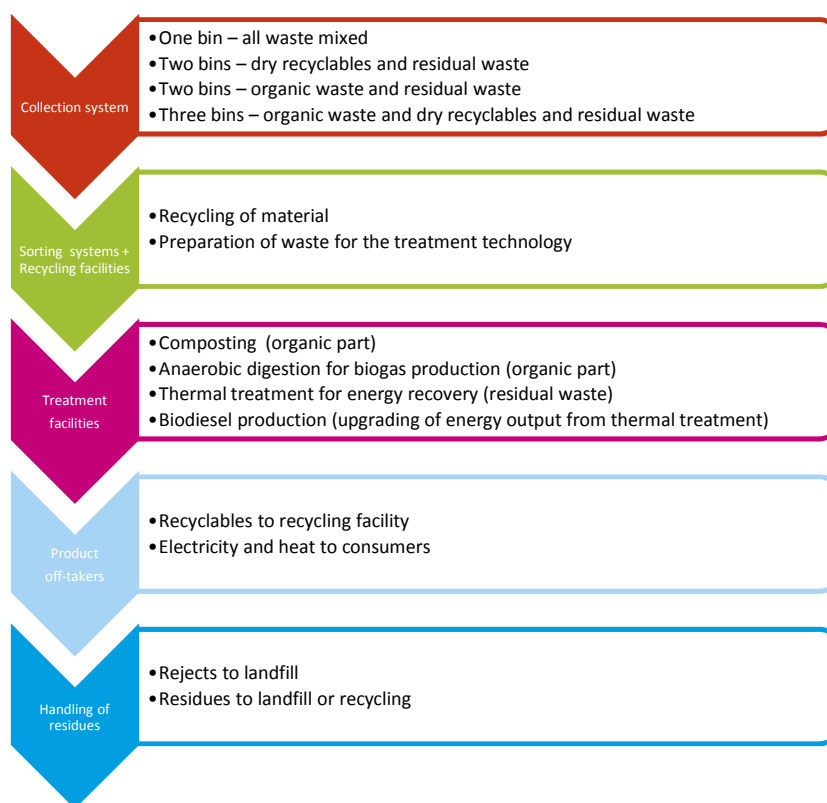 Collection system
•One bin – all waste mixed
•Two bins – dry recyclables and residual waste
•Two bins – organic waste and residual waste
•Three bins – organic waste and dry recyclables and residual waste
Sorting systems +
Recycling facilities
•Recycling of material
•Preparation of waste for the treatment technology
Treatment
facilities
•Composting (organic part)
•Anaerobic digestion for biogas production (organic part)
•Thermal treatment for energy recovery (residual waste)
•Biodiesel production (upgrading of energy output from thermal treatment)
Product
off-takers
•Recyclables to recycling facility
•Electricity and heat to consumers
Handling of
residues
•Rejects to landfill
•Residues to landfill or recycling